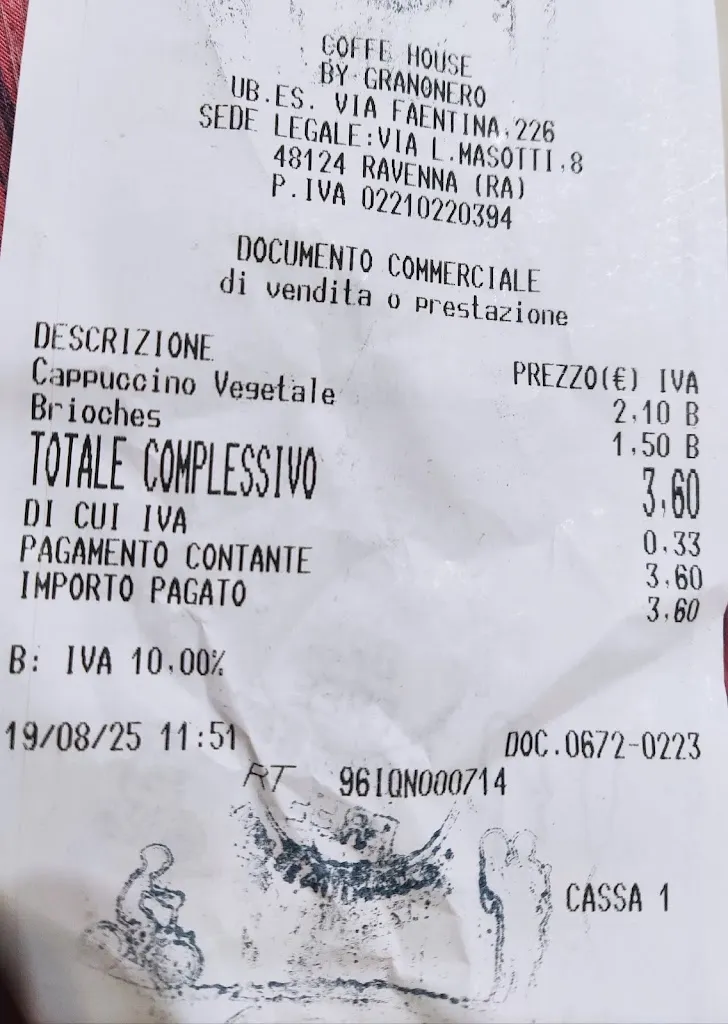 COFFE HOUSE
BY GRANONERO
UB.ES. VIA FAENTINA,226
SEDE LEGALE:VIA L.MASOTTI,8
48124 RAVENNA (RA)
P.IVA 02210220394
DOCUMENTO COMMERCIALE
di vendita o prestazione
DESCRIZIONE PREZZO(€) IVA
Cappuccino Vegetale 2,10 B
Brioches 1,50 B
TOTALE COMPLESSIVO 3,60
DI CUI IVA 0,33
PAGAMENTO CONTANTE 3,60
IMPORTO PAGATO 3,60
B: IVA 10,00%
19/08/25 11:51 DOC.0672-0223
RT 96IQN000714
CASSA 1